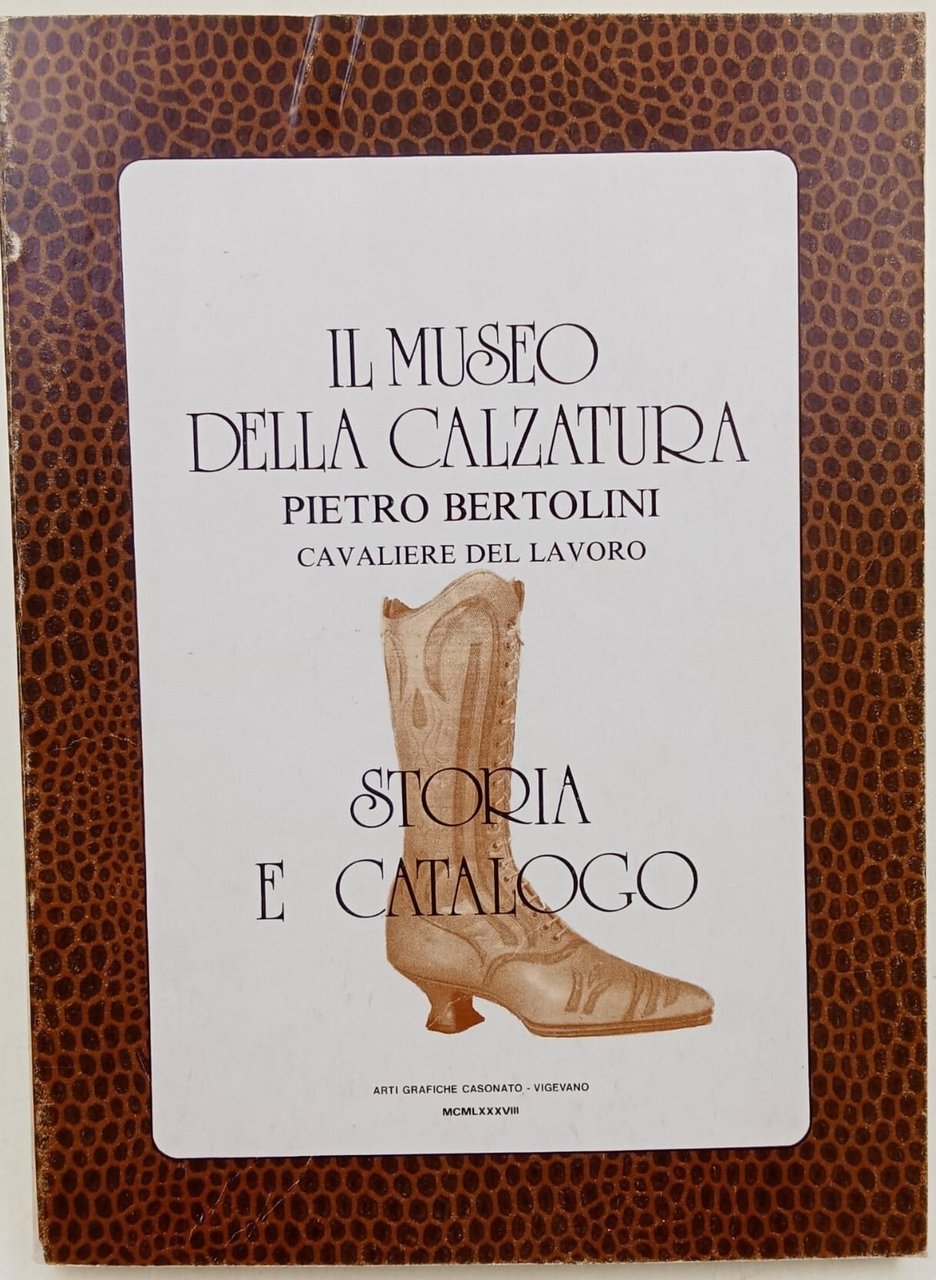 IL MUSEO
DELLA CALZATURA
PIETRO BERTOLINI
CAVALIERE DEL LAVORO
STORIA
E CATALOGO
ARTI GRAFICHE CASONATO - VIGEVANO
MCMLXXXVIII